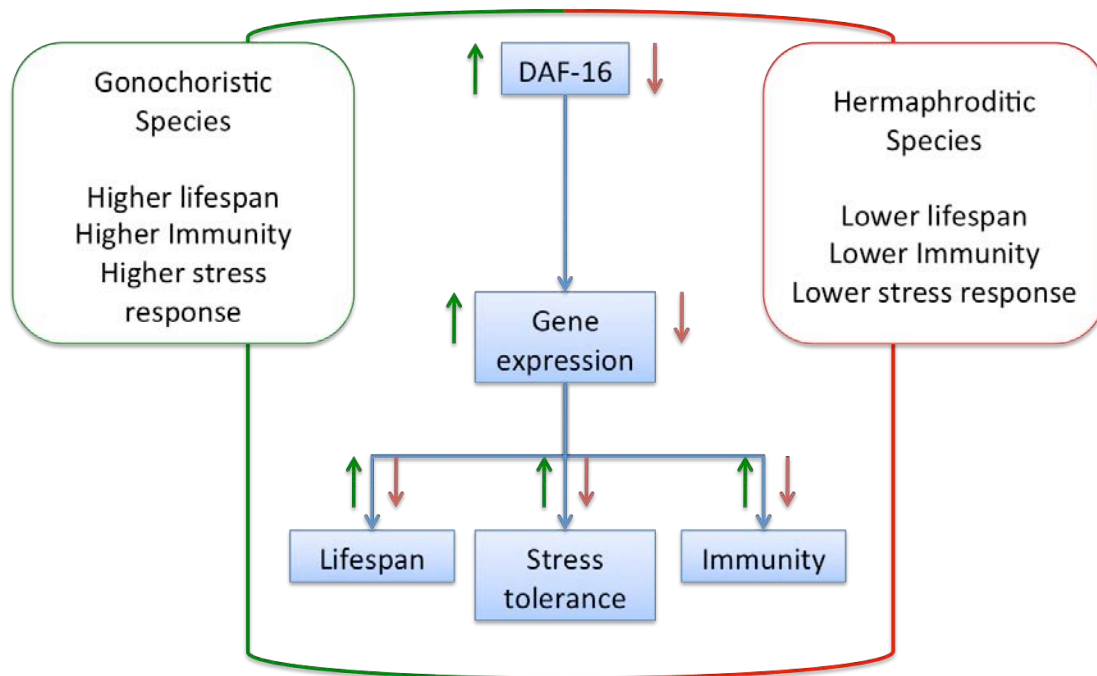 Gonochoristic
Species
Higher lifespan
Higher Immunity
Higher stress
response
DAF-16
Gene
expression
Lifespan
Stress
tolerance
Immunity
Hermaphroditic
Species
Lower lifespan
Lower Immunity
Lower stress response